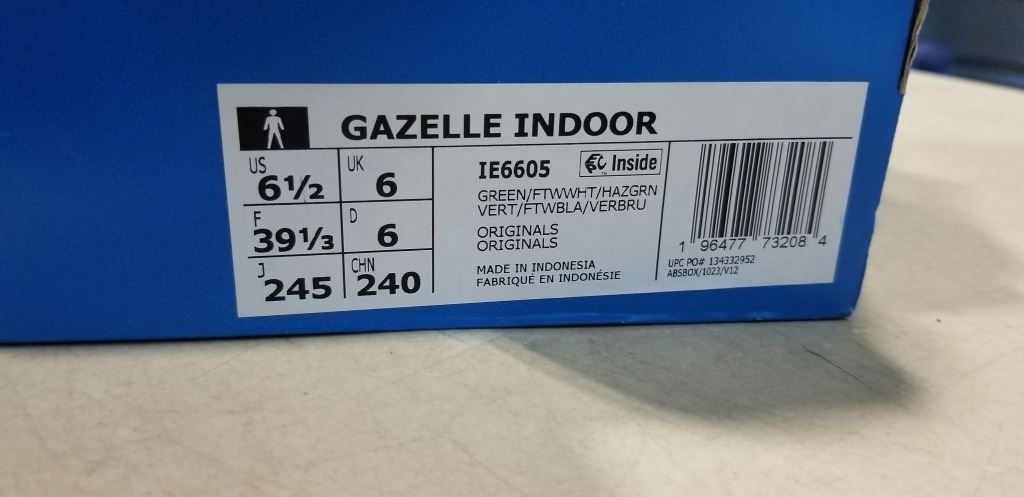 GAZELLE INDOOR
US 6½ UK 6
F 39⅓ D 6
J 245 CHN 240
IE6605 Inside
GREEN/FTWWHT/HAZGRN
VERT/FTWBLA/VERBRU
ORIGINALS
ORIGINALS
MADE IN INDONESIA
FABRIQUÉ EN INDONÉSIE
1 96477 73208 4
UPC PO# 134332952
ABSBOX/1023/V12